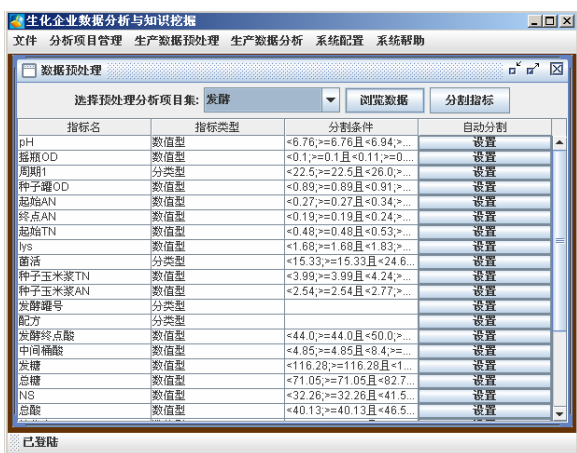 生化企业数据分析与知识挖掘
文件 分析项目管理 生产数据预处理 生产数据分析 系统配置 系统帮助
数据预处理
选择预处理分析项目集: 发酵 浏览数据 分割指标
指标名 指标类型 分割条件 自动分割
pH 数值型 <6.76;>=6.76且<6.94;>... 设置
摇瓶OD 数值型 <0.1;>=0.1且<0.11;>=0.... 设置
周期1 分类型 <22.5;>=22.5且<26.0;>... 设置
种子罐OD 数值型 <0.89;>=0.89且<0.91;>... 设置
起始AN 数值型 <0.27;>=0.27且<0.34;>... 设置
终点AN 数值型 <0.19;>=0.19且<0.24;>... 设置
起始TN 数值型 <0.48;>=0.48且<0.53;>... 设置
lys 数值型 <1.68;>=1.68且<1.83;>... 设置
菌活 分类型 <15.33;>=15.33且<24.6... 设置
种子玉米浆TN 数值型 <3.99;>=3.99且<4.24;>... 设置
种子玉米浆AN 数值型 <2.54;>=2.54且<2.77;>... 设置
发酵罐号 分类型 设置
配方 分类型 设置
发酵终点酸 数值型 <44.0;>=44.0且<50.0;>... 设置
中间桶酸 数值型 <4.85;>=4.85且<8.4;>=... 设置
发糖 数值型 <116.28;>=116.28且<1... 设置
总糖 数值型 <71.05;>=71.05且<82.7... 设置
NS 数值型 <32.26;>=32.26且<41.5... 设置
总酸 数值型 <40.13;>=40.13且<46.5... 设置
已登陆